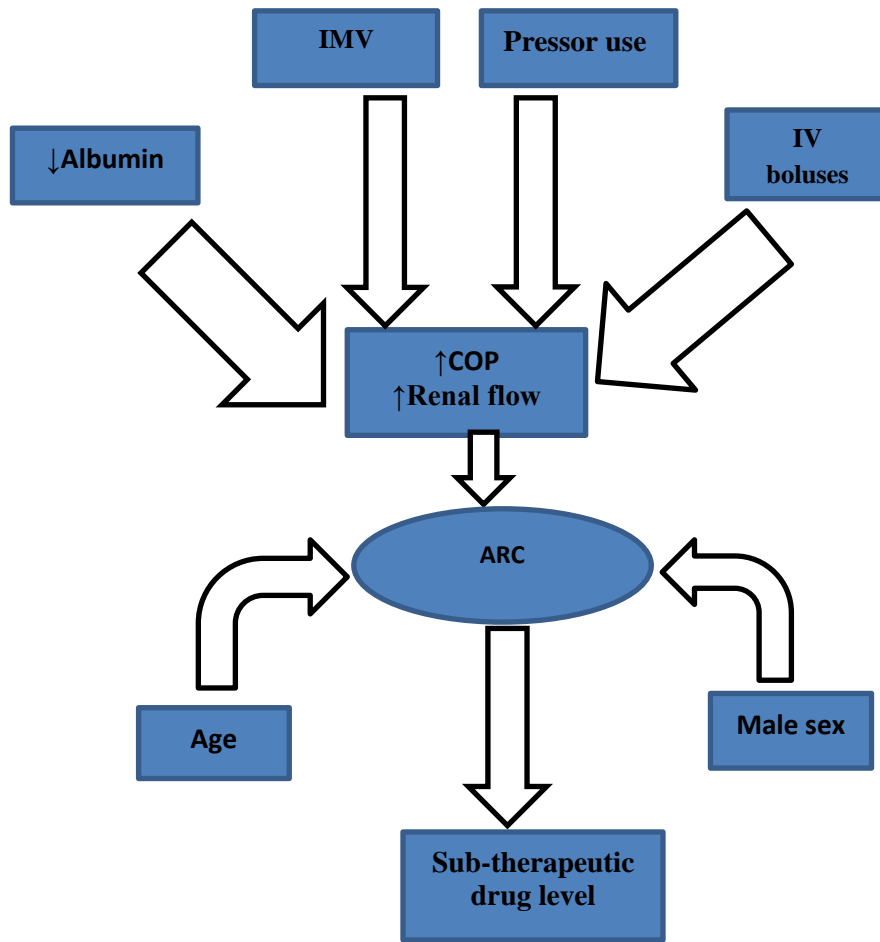 IMV
Pressor use
↓Albumin
IV
boluses
↑COP
↑Renal flow
ARC
Age
Male sex
Sub-therapeutic
drug level